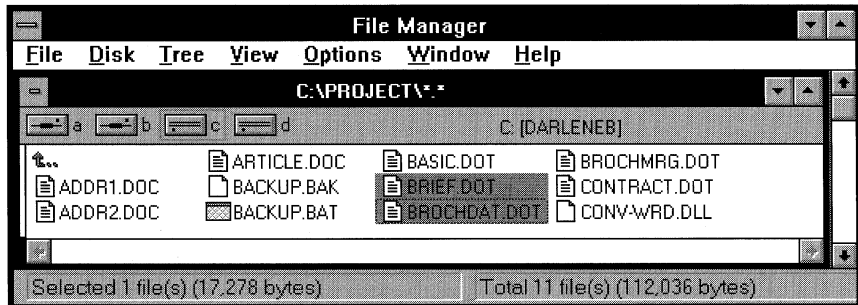 File Manager
File Disk Tree View Options Window Help
C:\PROJECT\*.*
a b c d C: [DARLENEB]
.. ARTICLE.DOC BASIC.DOT BROCHMRG.DOT
ADDR1.DOC BACKUP.BAK BRIEF.DOT CONTRACT.DOT
ADDR2.DOC BACKUP.BAT BROCHDAT.DOT CONV-WRD.DLL
Selected 1 file(s) (17,278 bytes) Total 11 file(s) (112,036 bytes)